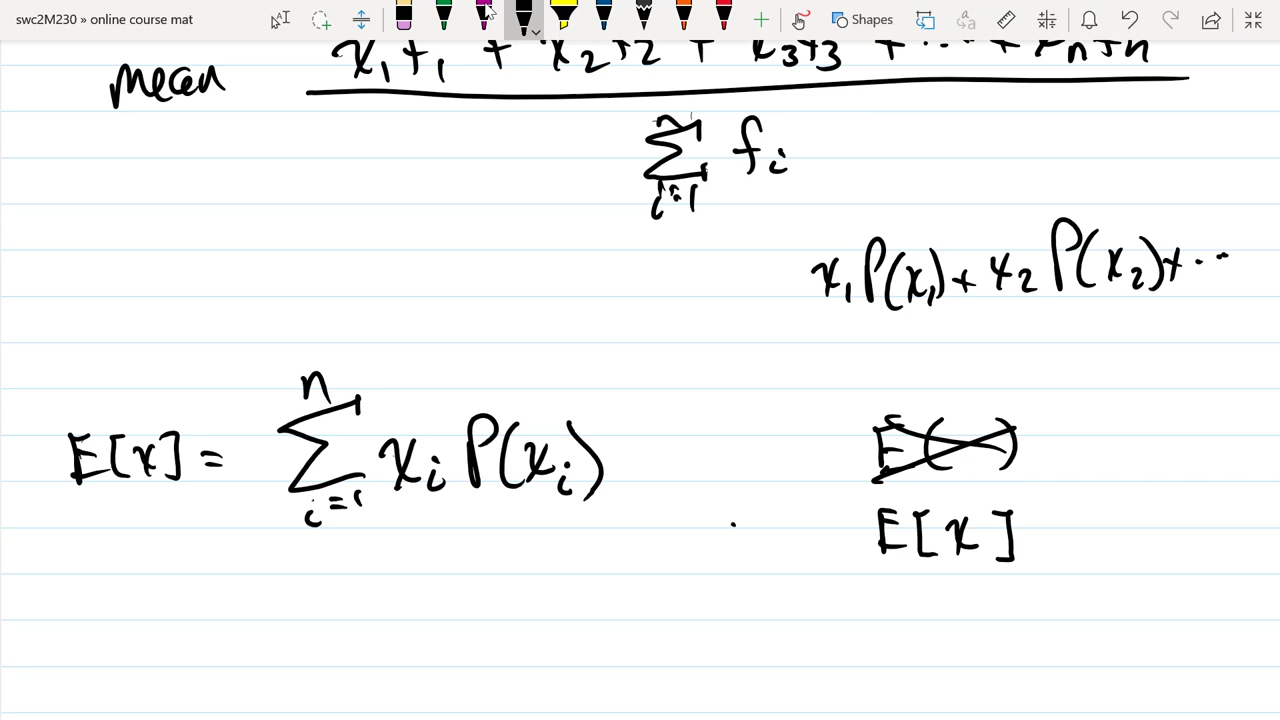 swc2M230 » online course mat
Shapes
mean x₁f₁ + x₂f₂ + x₃f₃ + ... + xₙfₙ
n
∑ fᵢ
i=1
x₁P(x₁) + x₂P(x₂) + ...
n
E[x] = ∑ xᵢ P(xᵢ)
i=1
E( )
E[x]